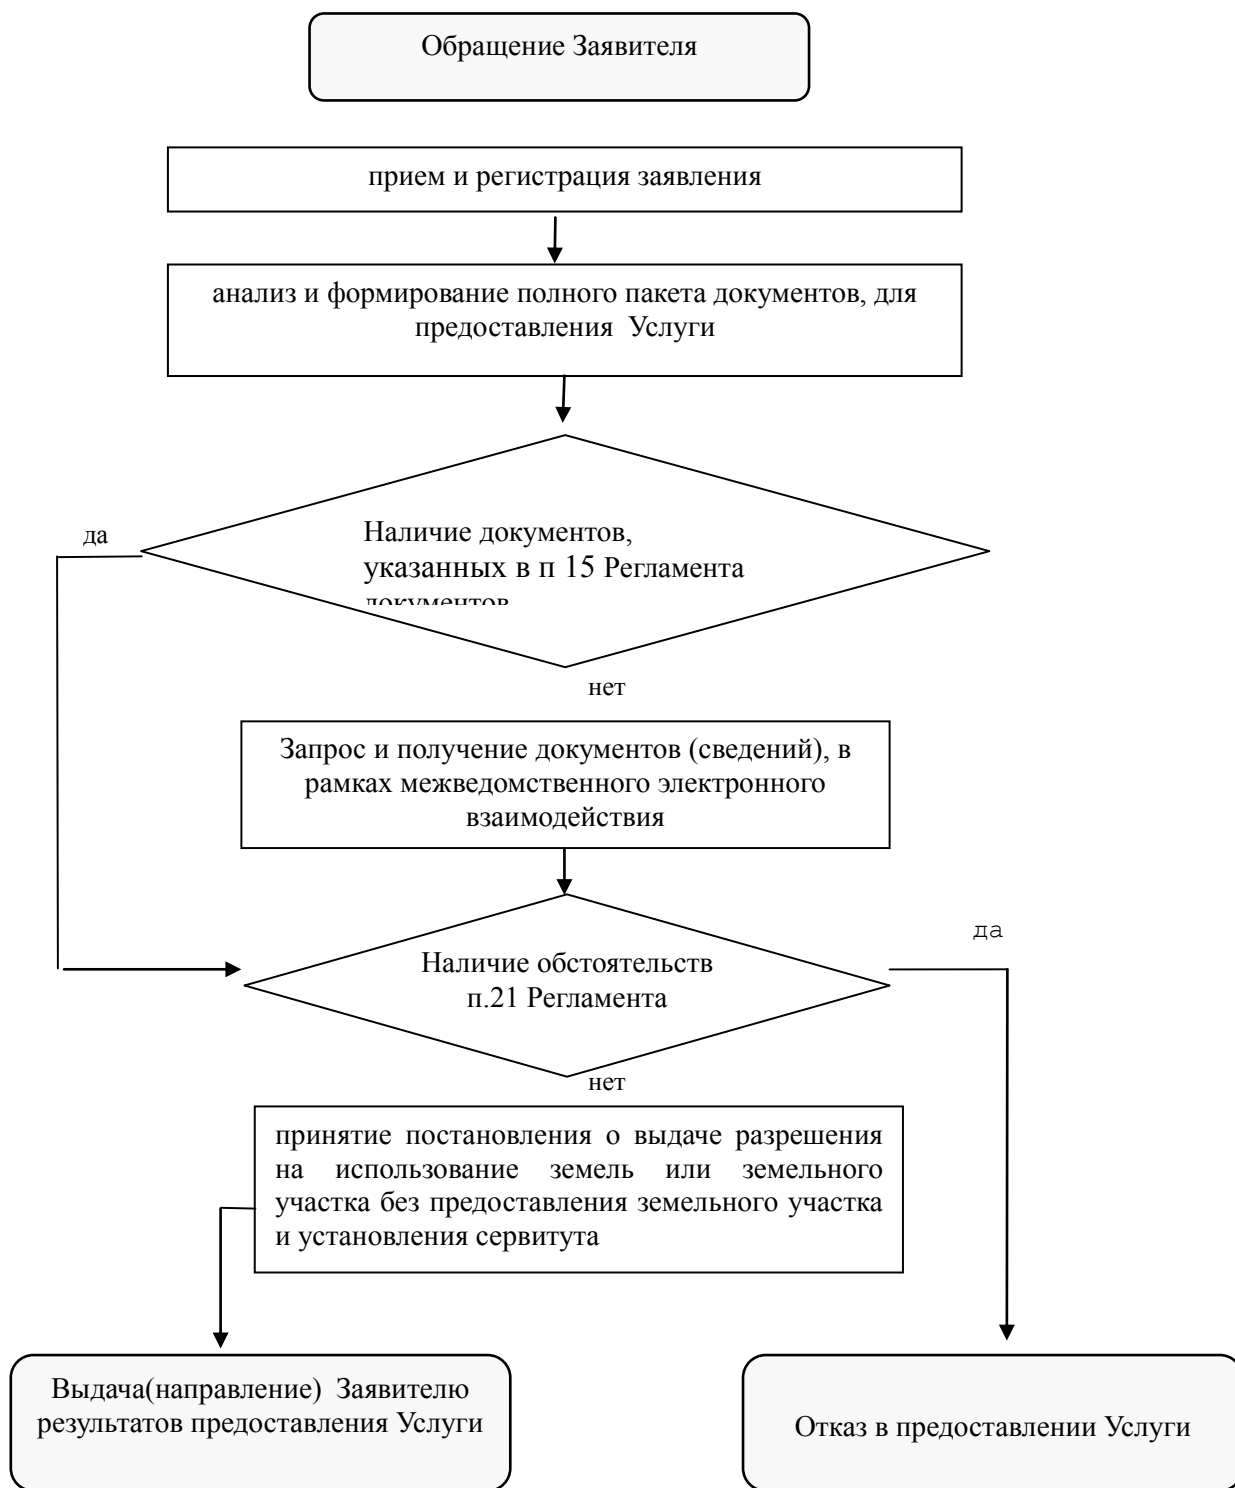 Обращение Заявителя
прием и регистрация заявления
анализ и формирование полного пакета документов, для
предоставления Услуги
да
Наличие документов,
указанных в п 15 Регламента
документов
нет
Запрос и получение документов (сведений), в
рамках межведомственного электронного
взаимодействия
да
Наличие обстоятельств
п.21 Регламента
нет
принятие постановления о выдаче разрешения
на использование земель или земельного
участка без предоставления земельного участка
и установления сервитута
Выдача(направление) Заявителю
результатов предоставления Услуги
Отказ в предоставлении Услуги